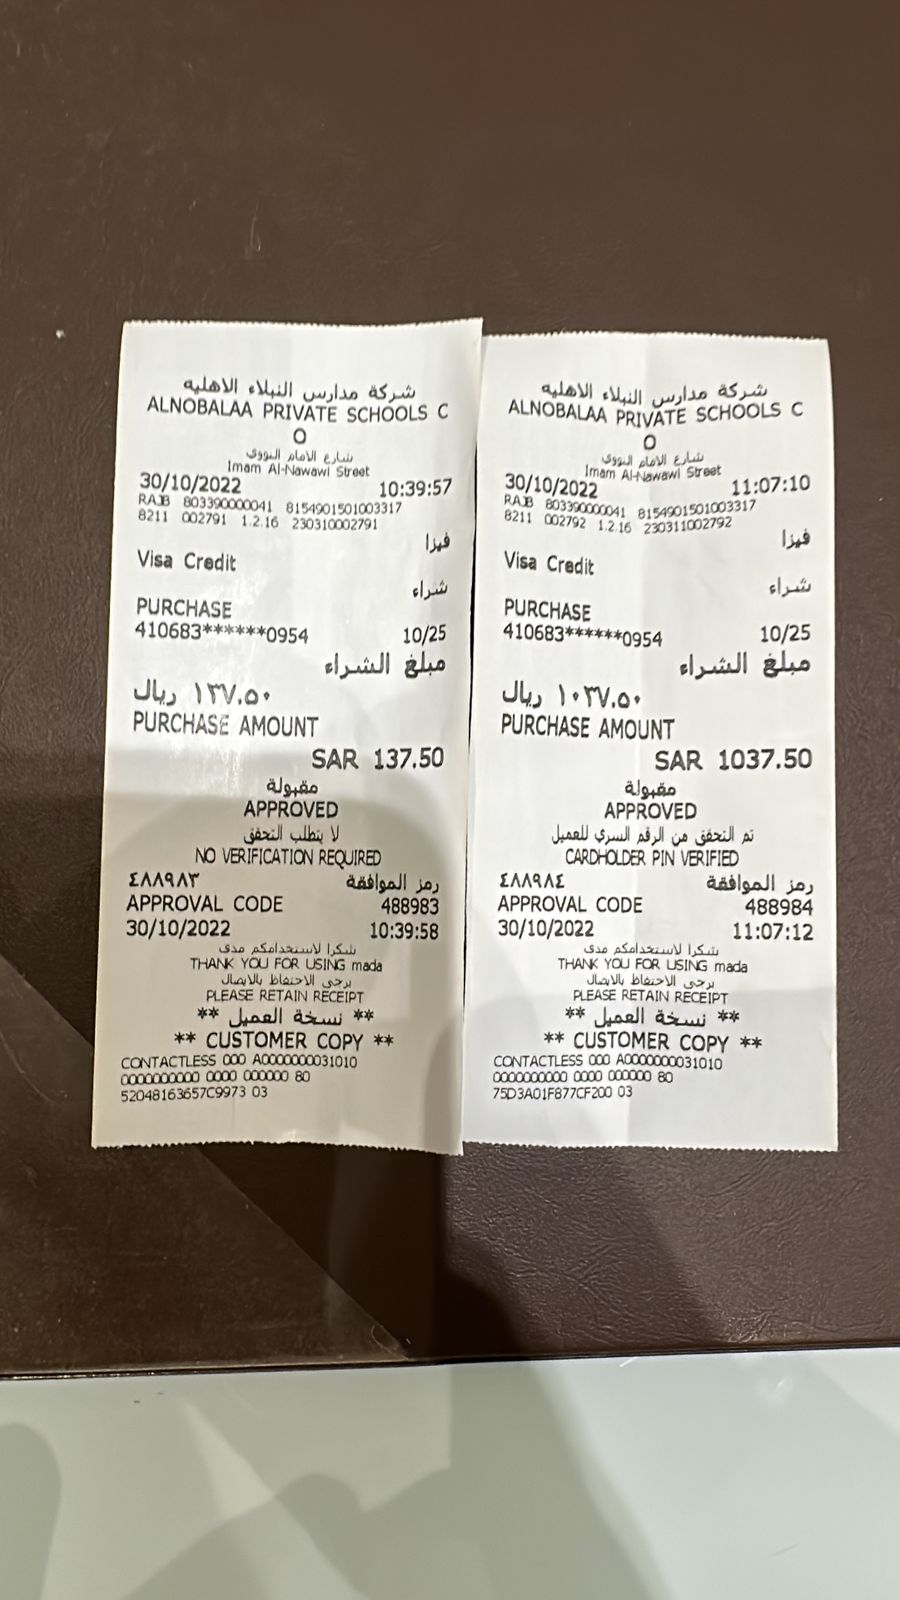 شركة مدارس النبلاء الاهليه
ALNOBALAA PRIVATE SCHOOLS C
O
شارع الامام النووي
Imam Al-Nawawi Street
30/10/2022 10:39:57
RAJB 803390000041 8154901501003317
8211 002791 1.2.16 230310002791
فيزا
Visa Credit
شراء
PURCHASE
410683******0954 10/25
مبلغ الشراء
١٣٧.٥٠ ريال
PURCHASE AMOUNT
SAR 137.50
مقبولة
APPROVED
لا يتطلب التحقق
NO VERIFICATION REQUIRED
رمز الموافقة ٤٨٨٩٨٣
APPROVAL CODE 488983
30/10/2022 10:39:58
شكرا لاستخدامكم مدى
THANK YOU FOR USING mada
يرجى الاحتفاظ بالايصال
PLEASE RETAIN RECEIPT
** نسخة العميل **
** CUSTOMER COPY **
CONTACTLESS 000 A0000000031010
0000000000 0000 000000 80
52048163657C9973 03
شركة مدارس النبلاء الاهليه
ALNOBALAA PRIVATE SCHOOLS C
O
شارع الامام النووي
Imam Al-Nawawi Street
30/10/2022 11:07:10
RAJB 803390000041 8154901501003317
8211 002792 1.2.16 230311002792
فيزا
Visa Credit
شراء
PURCHASE
410683******0954 10/25
مبلغ الشراء
١٠٣٧.٥٠ ريال
PURCHASE AMOUNT
SAR 1037.50
مقبولة
APPROVED
تم التحقق من الرقم السري للعميل
CARDHOLDER PIN VERIFIED
رمز الموافقة ٤٨٨٩٨٤
APPROVAL CODE 488984
30/10/2022 11:07:12
شكرا لاستخدامكم مدى
THANK YOU FOR USING mada
يرجى الاحتفاظ بالايصال
PLEASE RETAIN RECEIPT
** نسخة العميل **
** CUSTOMER COPY **
CONTACTLESS 000 A0000000031010
0000000000 0000 000000 80
75D3A01F877CF200 03